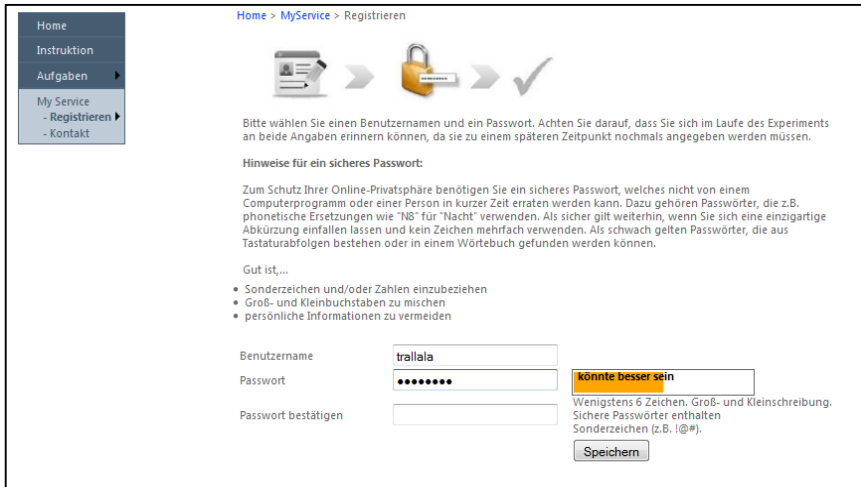 Home
Instruktion
Aufgaben
My Service
- Registrieren
- Kontakt
Home > MyService > Registrieren
Bitte wählen Sie einen Benutzernamen und ein Passwort. Achten Sie darauf, dass Sie sich im Laufe des Experiments
an beide Angaben erinnern können, da sie zu einem späteren Zeitpunkt nochmals angegeben werden müssen.
Hinweise für ein sicheres Passwort:
Zum Schutz Ihrer Online-Privatsphäre benötigen Sie ein sicheres Passwort, welches nicht von einem
Computerprogramm oder einer Person in kurzer Zeit erraten werden kann. Dazu gehören Passwörter, die z.B.
phonetische Ersetzungen wie "N8" für "Nacht" verwenden. Als sicher gilt weiterhin, wenn Sie sich eine einzigartige
Abkürzung einfallen lassen und kein Zeichen mehrfach verwenden. Als schwach gelten Passwörter, die aus
Tastaturabfolgen bestehen oder in einem Wörtebuch gefunden werden können.
Gut ist,...
• Sonderzeichen und/oder Zahlen einzubeziehen
• Groß- und Kleinbuchstaben zu mischen
• persönliche Informationen zu vermeiden
Benutzername trallala
Passwort •••••••• könnte besser sein
Wenigstens 6 Zeichen. Groß- und Kleinschreibung.
Passwort bestätigen Sichere Passwörter enthalten
Sonderzeichen (z.B. !@#).
Speichern